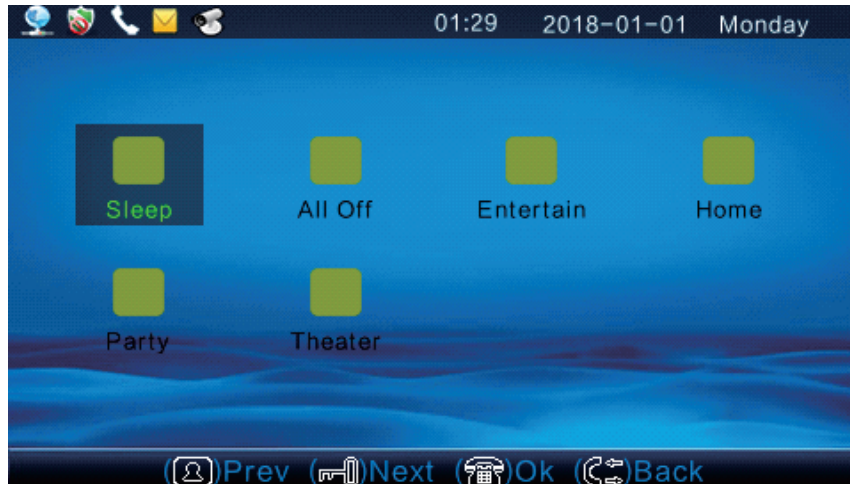 01:29 2018-01-01 Monday
Sleep All Off Entertain Home
Party Theater
()Prev ()Next ()Ok ()Back